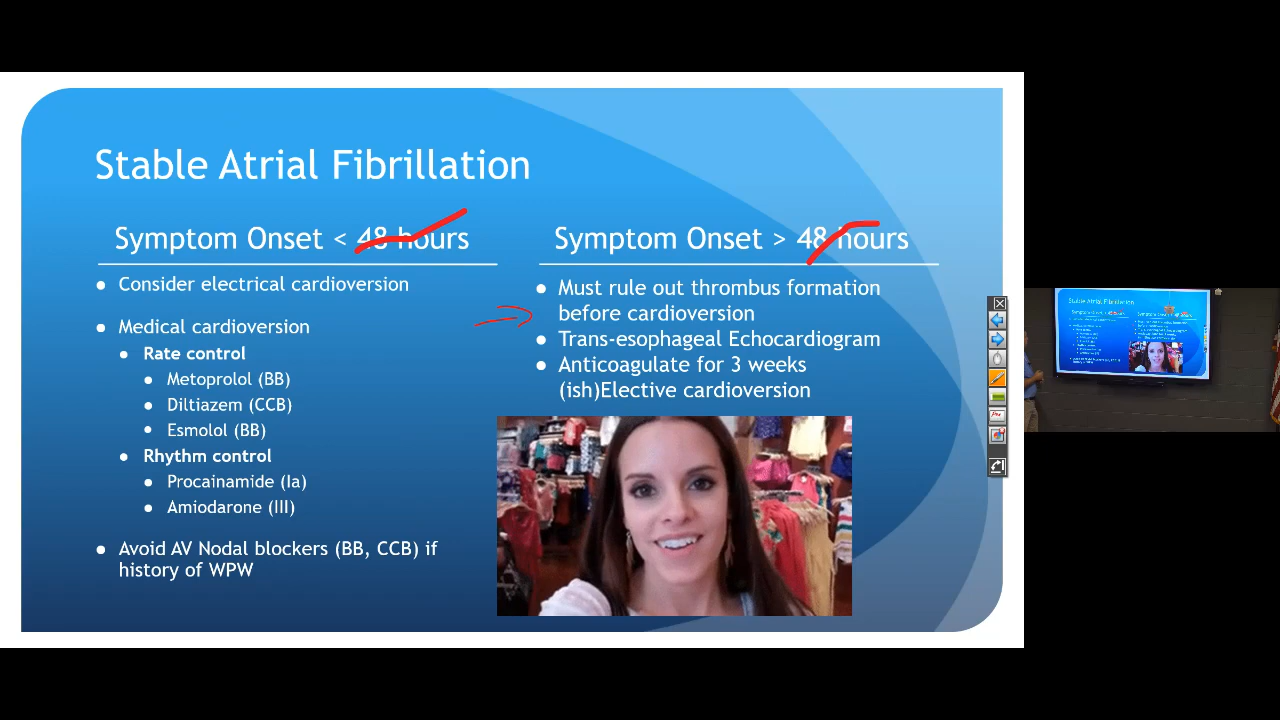 Stable Atrial Fibrillation
Symptom Onset < 48 hours
Consider electrical cardioversion
Medical cardioversion
Rate control
Metoprolol (BB)
Diltiazem (CCB)
Esmolol (BB)
Rhythm control
Procainamide (Ia)
Amiodarone (III)
Avoid AV Nodal blockers (BB, CCB) if
history of WPW
Symptom Onset > 48 hours
Must rule out thrombus formation
before cardioversion
Trans-esophageal Echocardiogram
Anticoagulate for 3 weeks
(ish)Elective cardioversion
Stable Atrial Fibrillation